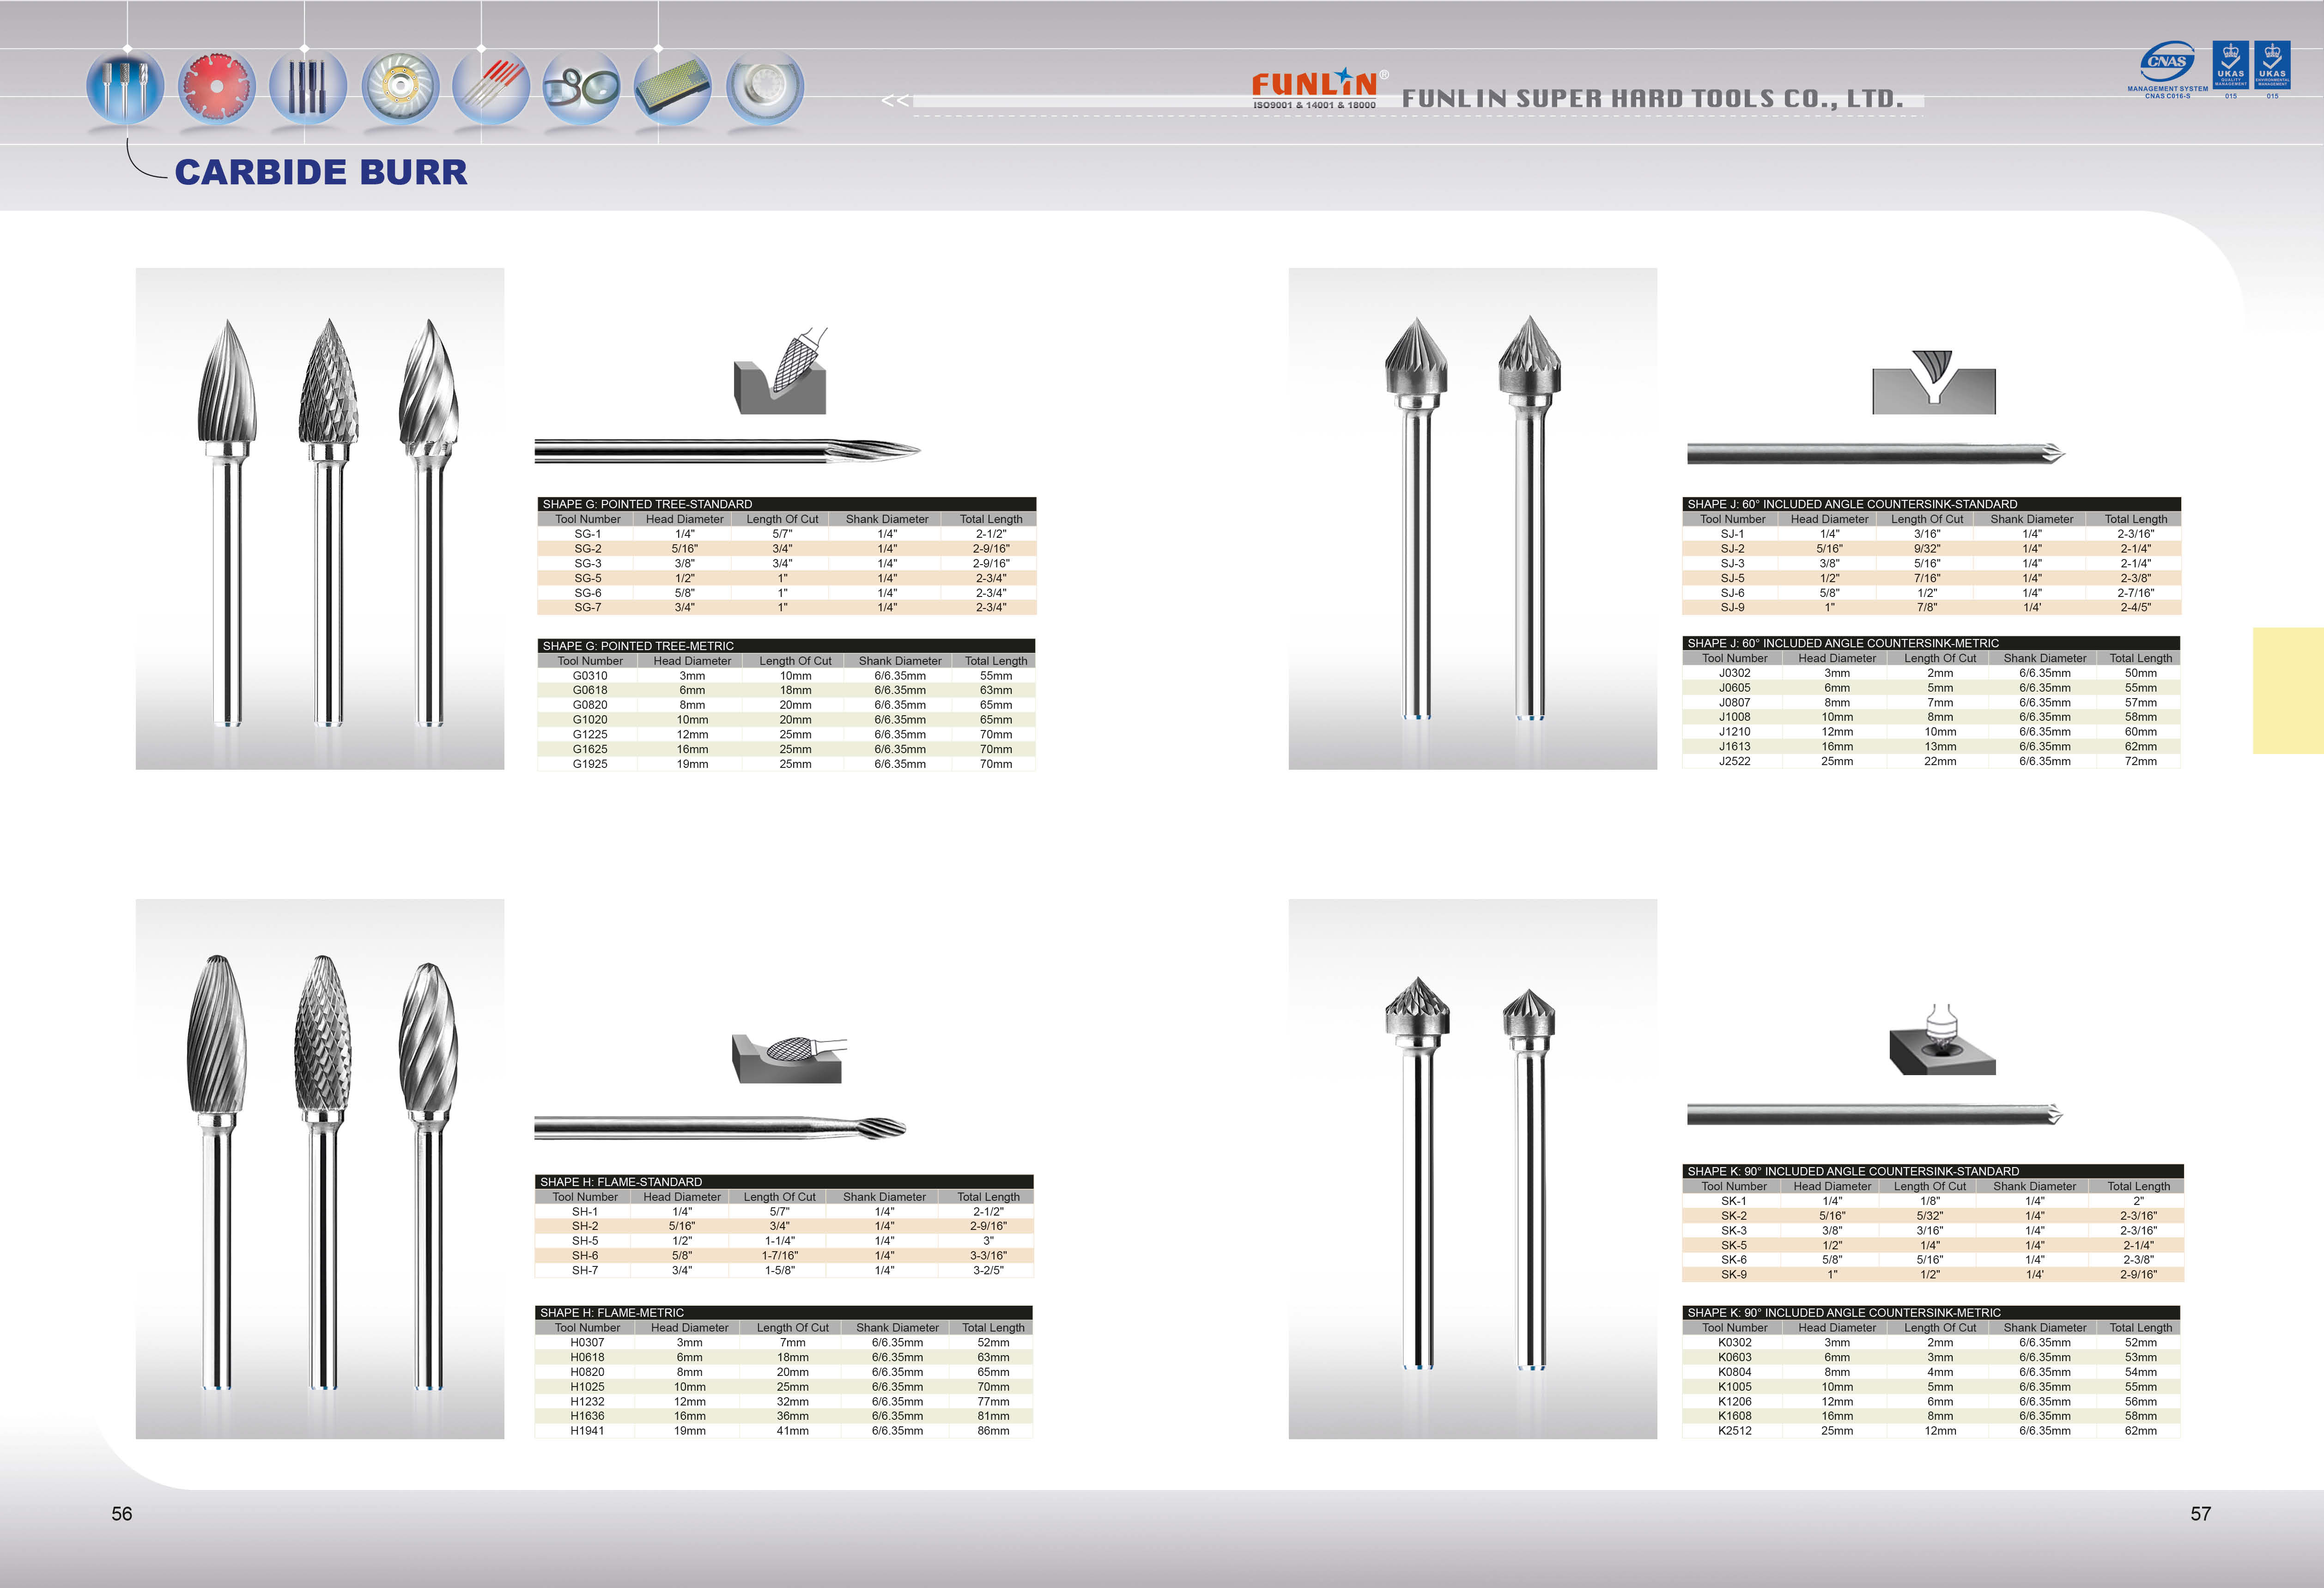 FUNLIN®
ISO9001 & 14001 & 18000
<< FUNLIN SUPER HARD TOOLS CO., LTD.
CNAS
MANAGEMENT SYSTEM
CNAS C016-S
UKAS
QUALITY
MANAGEMENT
015
UKAS
ENVIRONMENTAL
MANAGEMENT
015
CARBIDE BURR
SHAPE G: POINTED TREE-STANDARD
Tool Number Head Diameter Length Of Cut Shank Diameter Total Length
SG-1 1/4" 5/7" 1/4" 2-1/2"
SG-2 5/16" 3/4" 1/4" 2-9/16"
SG-3 3/8" 3/4" 1/4" 2-9/16"
SG-5 1/2" 1" 1/4" 2-3/4"
SG-6 5/8" 1" 1/4" 2-3/4"
SG-7 3/4" 1" 1/4" 2-3/4"
SHAPE G: POINTED TREE-METRIC
Tool Number Head Diameter Length Of Cut Shank Diameter Total Length
G0310 3mm 10mm 6/6.35mm 55mm
G0618 6mm 18mm 6/6.35mm 63mm
G0820 8mm 20mm 6/6.35mm 65mm
G1020 10mm 20mm 6/6.35mm 65mm
G1225 12mm 25mm 6/6.35mm 70mm
G1625 16mm 25mm 6/6.35mm 70mm
G1925 19mm 25mm 6/6.35mm 70mm
SHAPE H: FLAME-STANDARD
Tool Number Head Diameter Length Of Cut Shank Diameter Total Length
SH-1 1/4" 5/7" 1/4" 2-1/2"
SH-2 5/16" 3/4" 1/4" 2-9/16"
SH-5 1/2" 1-1/4" 1/4" 3"
SH-6 5/8" 1-7/16" 1/4" 3-3/16"
SH-7 3/4" 1-5/8" 1/4" 3-2/5"
SHAPE H: FLAME-METRIC
Tool Number Head Diameter Length Of Cut Shank Diameter Total Length
H0307 3mm 7mm 6/6.35mm 52mm
H0618 6mm 18mm 6/6.35mm 63mm
H0820 8mm 20mm 6/6.35mm 65mm
H1025 10mm 25mm 6/6.35mm 70mm
H1232 12mm 32mm 6/6.35mm 77mm
H1636 16mm 36mm 6/6.35mm 81mm
H1941 19mm 41mm 6/6.35mm 86mm
56
SHAPE J: 60° INCLUDED ANGLE COUNTERSINK-STANDARD
Tool Number Head Diameter Length Of Cut Shank Diameter Total Length
SJ-1 1/4" 3/16" 1/4" 2-3/16"
SJ-2 5/16" 9/32" 1/4" 2-1/4"
SJ-3 3/8" 5/16" 1/4" 2-1/4"
SJ-5 1/2" 7/16" 1/4" 2-3/8"
SJ-6 5/8" 1/2" 1/4" 2-7/16"
SJ-9 1" 7/8" 1/4' 2-4/5"
SHAPE J: 60° INCLUDED ANGLE COUNTERSINK-METRIC
Tool Number Head Diameter Length Of Cut Shank Diameter Total Length
J0302 3mm 2mm 6/6.35mm 50mm
J0605 6mm 5mm 6/6.35mm 55mm
J0807 8mm 7mm 6/6.35mm 57mm
J1008 10mm 8mm 6/6.35mm 58mm
J1210 12mm 10mm 6/6.35mm 60mm
J1613 16mm 13mm 6/6.35mm 62mm
J2522 25mm 22mm 6/6.35mm 72mm
SHAPE K: 90° INCLUDED ANGLE COUNTERSINK-STANDARD
Tool Number Head Diameter Length Of Cut Shank Diameter Total Length
SK-1 1/4" 1/8" 1/4" 2"
SK-2 5/16" 5/32" 1/4" 2-3/16"
SK-3 3/8" 3/16" 1/4" 2-3/16"
SK-5 1/2" 1/4" 1/4" 2-1/4"
SK-6 5/8" 5/16" 1/4" 2-3/8"
SK-9 1" 1/2" 1/4' 2-9/16"
SHAPE K: 90° INCLUDED ANGLE COUNTERSINK-METRIC
Tool Number Head Diameter Length Of Cut Shank Diameter Total Length
K0302 3mm 2mm 6/6.35mm 52mm
K0603 6mm 3mm 6/6.35mm 53mm
K0804 8mm 4mm 6/6.35mm 54mm
K1005 10mm 5mm 6/6.35mm 55mm
K1206 12mm 6mm 6/6.35mm 56mm
K1608 16mm 8mm 6/6.35mm 58mm
K2512 25mm 12mm 6/6.35mm 62mm
57